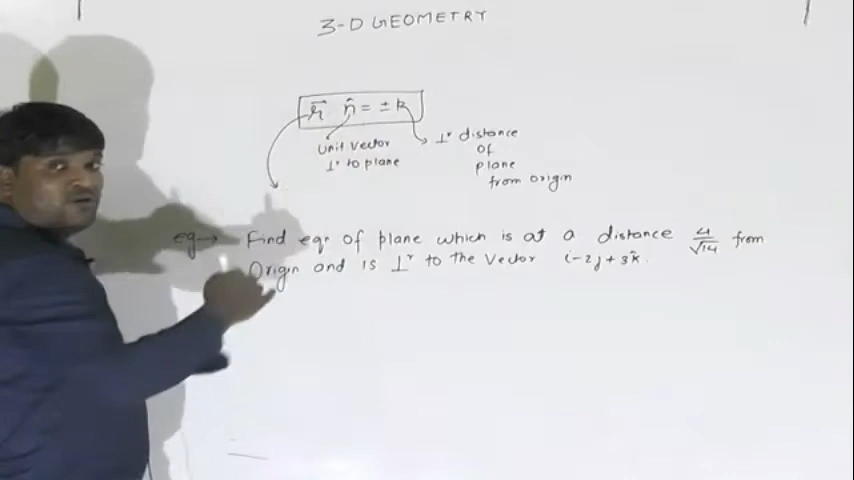 3-D GEOMETRY
r⃗ n̂ = ± k
Unit Vector
⊥r to plane
⊥r distance
of
plane
from origin
eg→ Find eqn of plane which is at a distance 4/√14 from
Origin and is ⊥r to the Vector i-2j+3k̂.